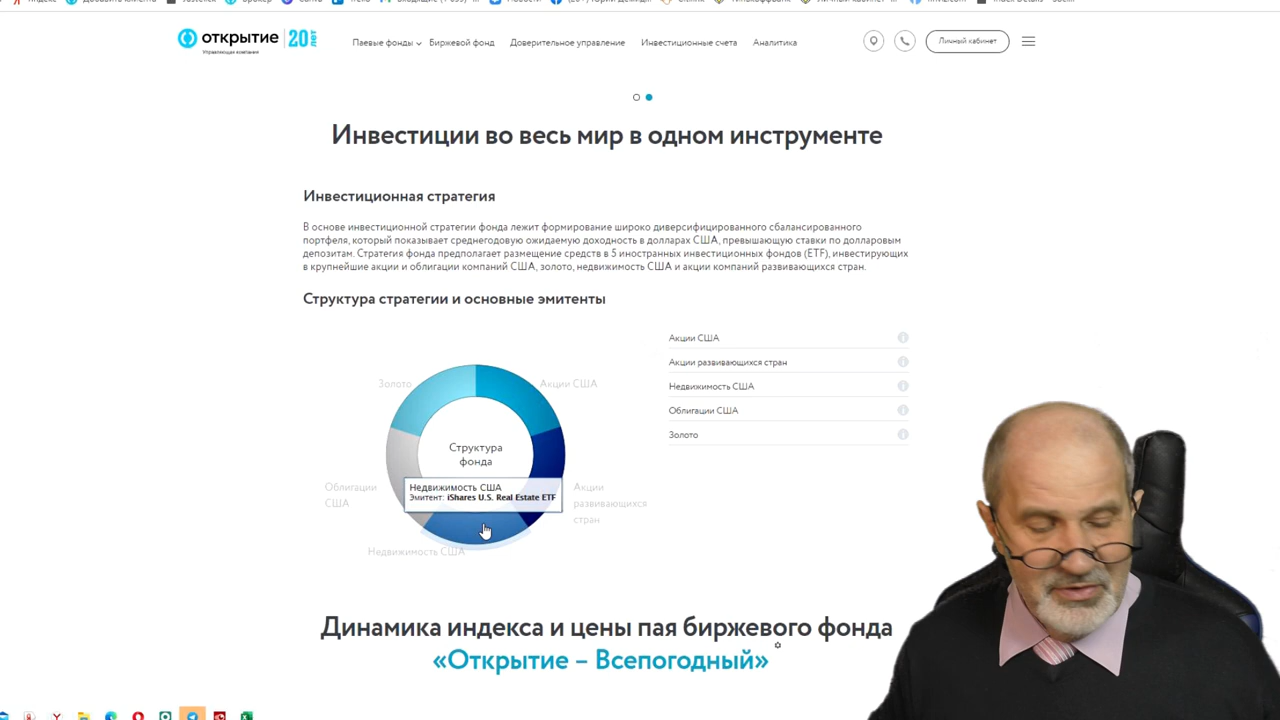 открытие
20 лет
Управляющая компания
Паевые фонды
Биржевой фонд
Доверительное управление
Инвестиционные счета
Аналитика
Личный кабинет
Инвестиции во весь мир в одном инструменте
Инвестиционная стратегия
В основе инвестиционной стратегии фонда лежит формирование широко диверсифицированного сбалансированного
портфеля, который показывает среднегодовую ожидаемую доходность в долларах США, превышающую ставки по долларовым
депозитам. Стратегия фонда предполагает размещение средств в 5 иностранных инвестиционных фондов (ETF), инвестирующих
в крупнейшие акции и облигации компаний США, золото, недвижимость США и акции компаний развивающихся стран.
Структура стратегии и основные эмитенты
Акции США
Акции развивающихся стран
Недвижимость США
Облигации США
Золото
Золото
Акции США
Структура
фонда
Недвижимость США
Эмитент: iShares U.S. Real Estate ETF
Облигации
США
Акции
развивающихся
стран
Недвижимость США
Динамика индекса и цены пая биржевого фонда
«Открытие – Всепогодный»